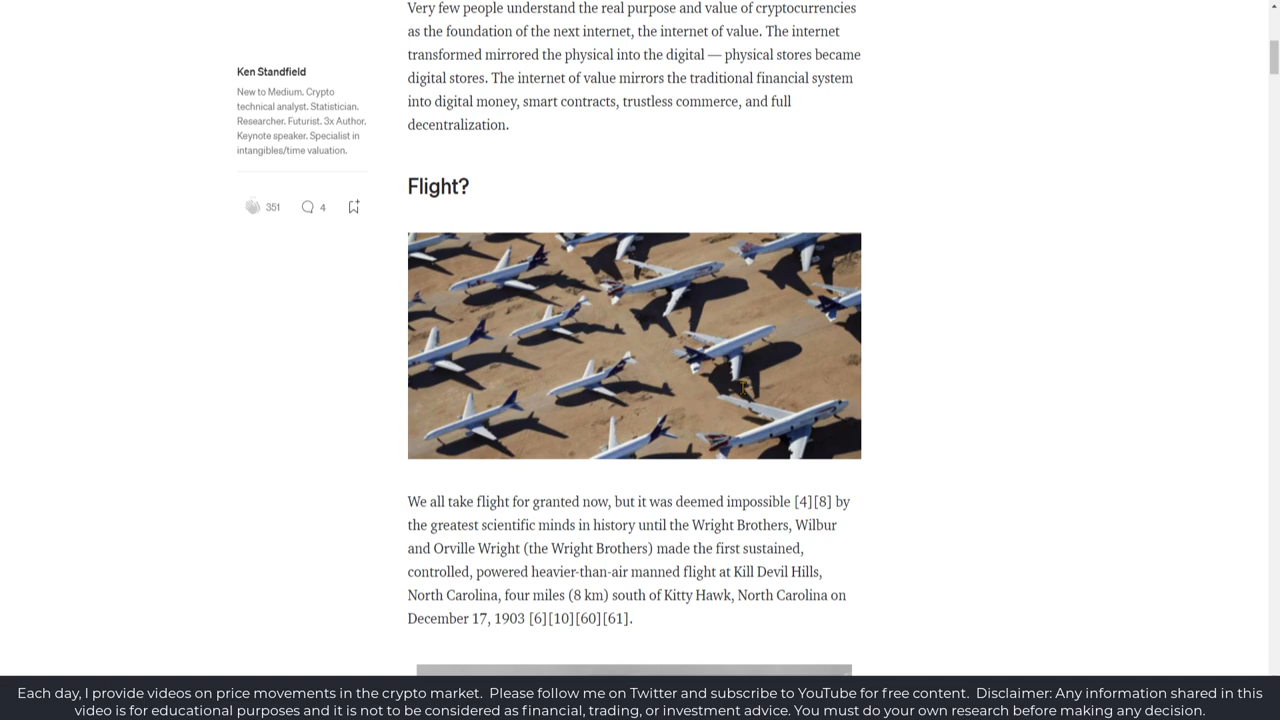 Very few people understand the real purpose and value of cryptocurrencies
as the foundation of the next internet, the internet of value. The internet
transformed mirrored the physical into the digital — physical stores became
digital stores. The internet of value mirrors the traditional financial system
into digital money, smart contracts, trustless commerce, and full
decentralization.
Ken Standfield
New to Medium. Crypto
technical analyst. Statistician.
Researcher. Futurist. 3x Author.
Keynote speaker. Specialist in
intangibles/time valuation.
351
4
Flight?
We all take flight for granted now, but it was deemed impossible [4][8] by
the greatest scientific minds in history until the Wright Brothers, Wilbur
and Orville Wright (the Wright Brothers) made the first sustained,
controlled, powered heavier-than-air manned flight at Kill Devil Hills,
North Carolina, four miles (8 km) south of Kitty Hawk, North Carolina on
December 17, 1903 [6][10][60][61].
Each day, I provide videos on price movements in the crypto market. Please follow me on Twitter and subscribe to YouTube for free content. Disclaimer: Any information shared in this
video is for educational purposes and it is not to be considered as financial, trading, or investment advice. You must do your own research before making any decision.